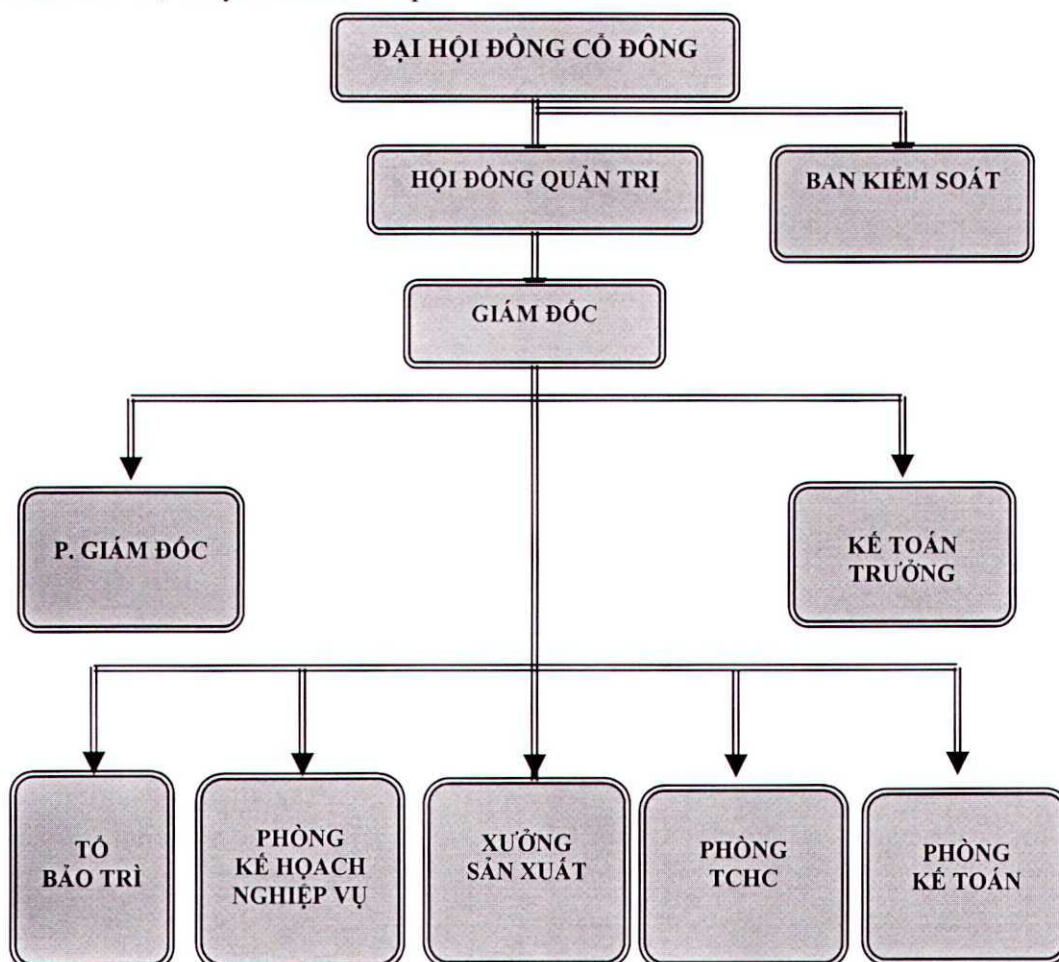 ĐẠI HỘI ĐỒNG CỔ ĐÔNG
HỘI ĐỒNG QUẢN TRỊ
BAN KIỂM SOÁT
GIÁM ĐỐC
P. GIÁM ĐỐC
KẾ TOÁN
TRƯỞNG
TỔ
BẢO TRÌ
PHÒNG
KẾ HỌACH
NGHIỆP VỤ
XƯỞNG
SẢN XUẤT
PHÒNG
TCHC
PHÒNG
KẾ TOÁN